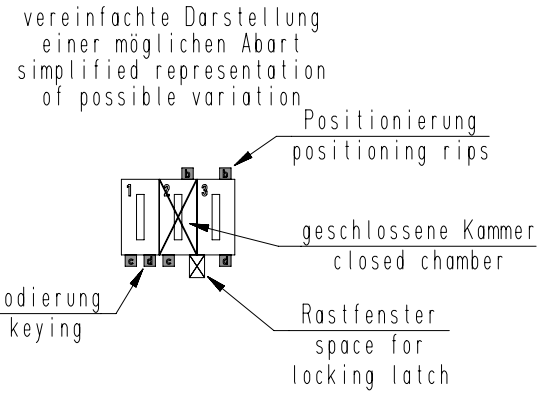 vereinfachte Darstellung
einer möglichen Abart
simplified representation
of possible variation
Positionierung
positioning rips
b b
1 2 3
geschlossene Kammer
closed chamber
c d c d
odierung
keying
Rastfenster
space for
locking latch